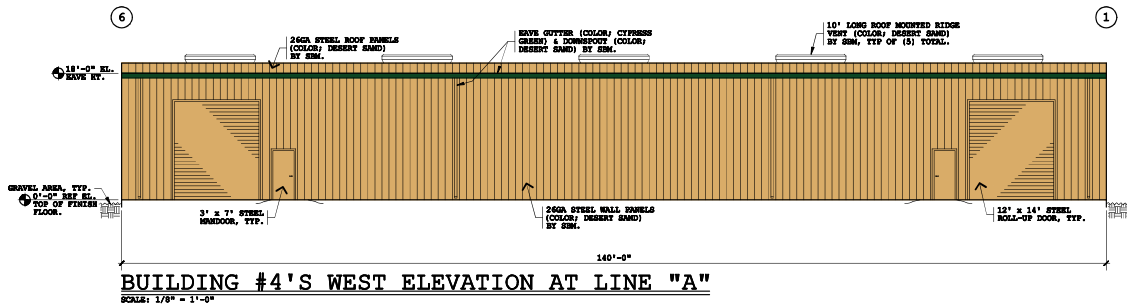 6
1
26GA STEEL ROOF PANELS
(COLOR; DESERT SAND)
BY SBM.
EAVE GUTTER (COLOR; CYPRESS
GREEN) & DOWNSPOUT (COLOR;
DESERT SAND) BY SBM.
10' LONG ROOF MOUNTED RIDGE
VENT (COLOR; DESERT SAND)
BY SBM, TYP OF (5) TOTAL.
18'-0" EL.
EAVE HT.
GRAVEL AREA, TYP.
0'-0" REF EL.
TOP OF FINISH
FLOOR.
3' x 7' STEEL
MANDOOR, TYP.
26GA STEEL WALL PANELS
(COLOR; DESERT SAND)
BY SBM.
12' x 14' STEEL
ROLL-UP DOOR, TYP.
140'-0"
BUILDING #4'S WEST ELEVATION AT LINE "A"
SCALE: 1/8" = 1'-0"